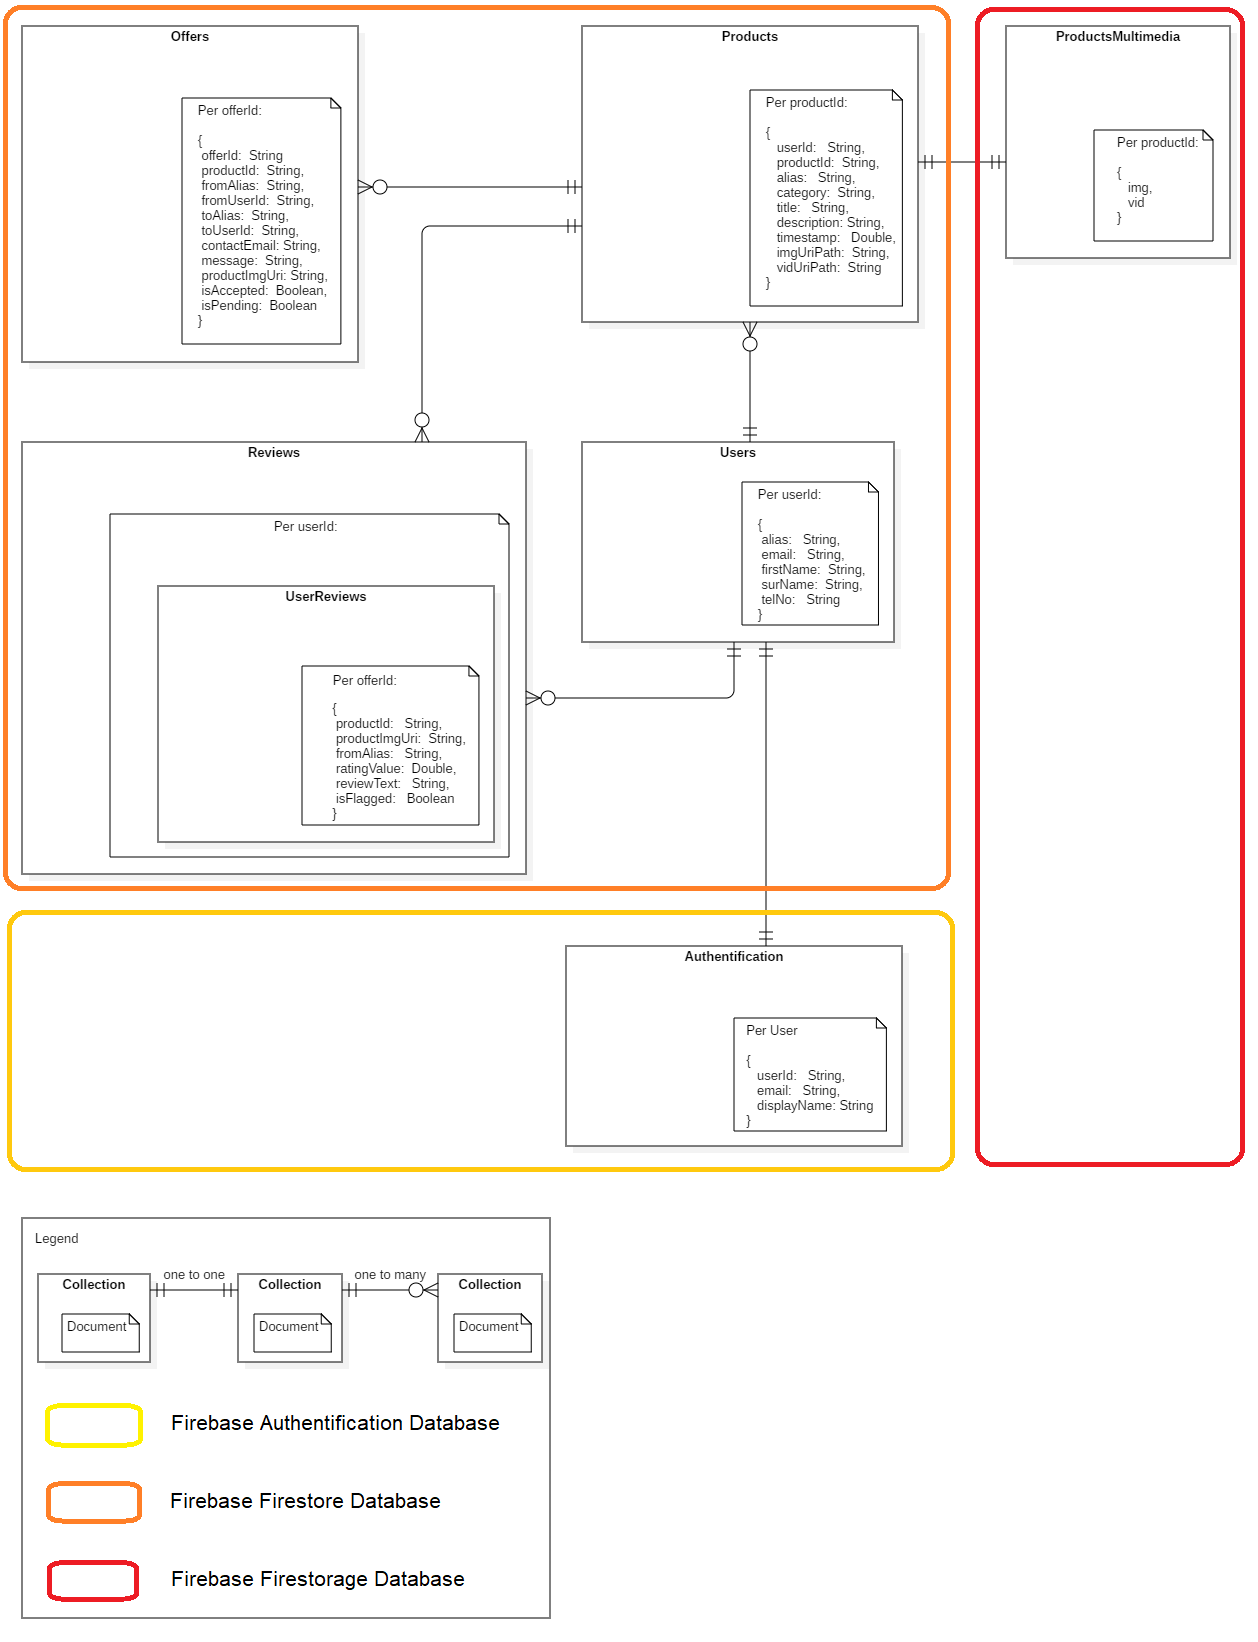 Offers
Per offerId:
{
offerId: String
productId: String,
fromAlias: String,
fromUserId: String,
toAlias: String,
toUserId: String,
contactEmail: String,
message: String,
productImgUri: String,
isAccepted: Boolean,
isPending: Boolean
}
Products
Per productId:
{
userId: String,
productId: String,
alias: String,
category: String,
title: String,
description: String,
timestamp: Double,
imgUriPath: String,
vidUriPath: String
}
ProductsMultimedia
Per productId:
{
img,
vid
}
Reviews
Per userId:
UserReviews
Per offerId:
{
productId: String,
productImgUri: String,
fromAlias: String,
ratingValue: Double,
reviewText: String,
isFlagged: Boolean
}
Users
Per userId:
{
alias: String,
email: String,
firstName: String,
surName: String,
telNo: String
}
Authentification
Per User
{
userId: String,
email: String,
displayName: String
}
Legend
Collection
Document
one to one
Collection
Document
one to many
Collection
Document
Firebase Authentification Database
Firebase Firestore Database
Firebase Firestorage Database